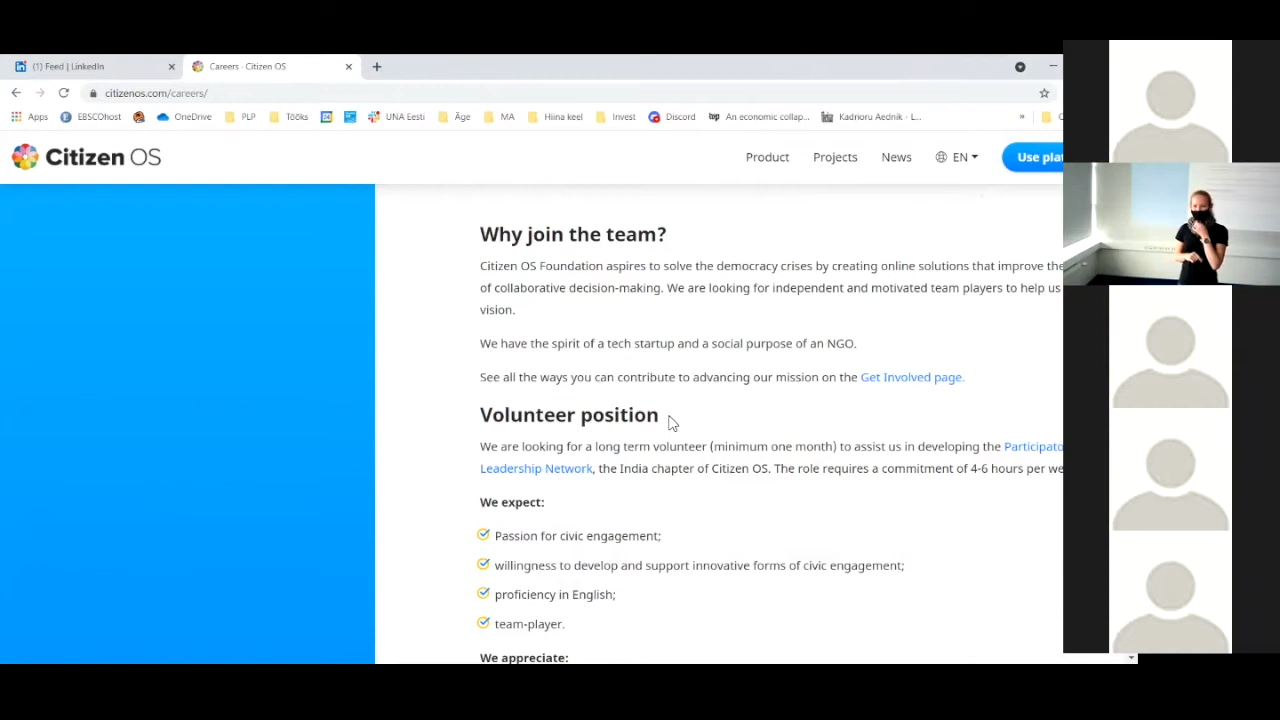 (1) Feed | LinkedIn
Careers - Citizen OS
citizenos.com/careers/
Apps
EBSCOhost
OneDrive
PLP
Tööks
UNA Eesti
Äge
MA
Hiina keel
Invest
Discord
An economic collap...
Kadrioru Aednik - L...
Citizen OS
Product
Projects
News
EN
Use
Why join the team?
Citizen OS Foundation aspires to solve the democracy crises by creating online solutions that improve the
of collaborative decision-making. We are looking for independent and motivated team players to help us
vision.
We have the spirit of a tech startup and a social purpose of an NGO.
See all the ways you can contribute to advancing our mission on the Get Involved page.
Volunteer position
We are looking for a long term volunteer (minimum one month) to assist us in developing the Participato
Leadership Network, the India chapter of Citizen OS. The role requires a commitment of 4-6 hours per we
We expect:
Passion for civic engagement;
willingness to develop and support innovative forms of civic engagement;
proficiency in English;
team-player.
We appreciate: